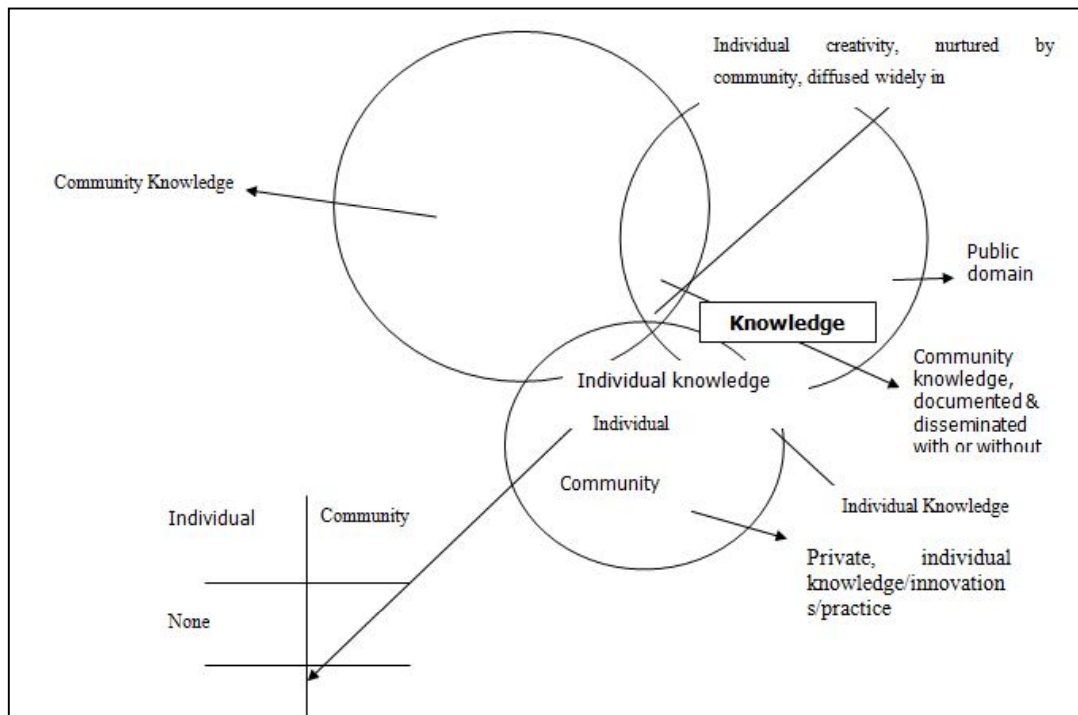 Individual creativity, nurtured by
community, diffused widely in
Community Knowledge
Public
domain
Knowledge
Community
knowledge,
documented &
disseminated
with or without
Individual knowledge
Individual
Community
Individual Knowledge
Private, individual
knowledge/innovation
s/practice
Individual
Community
None